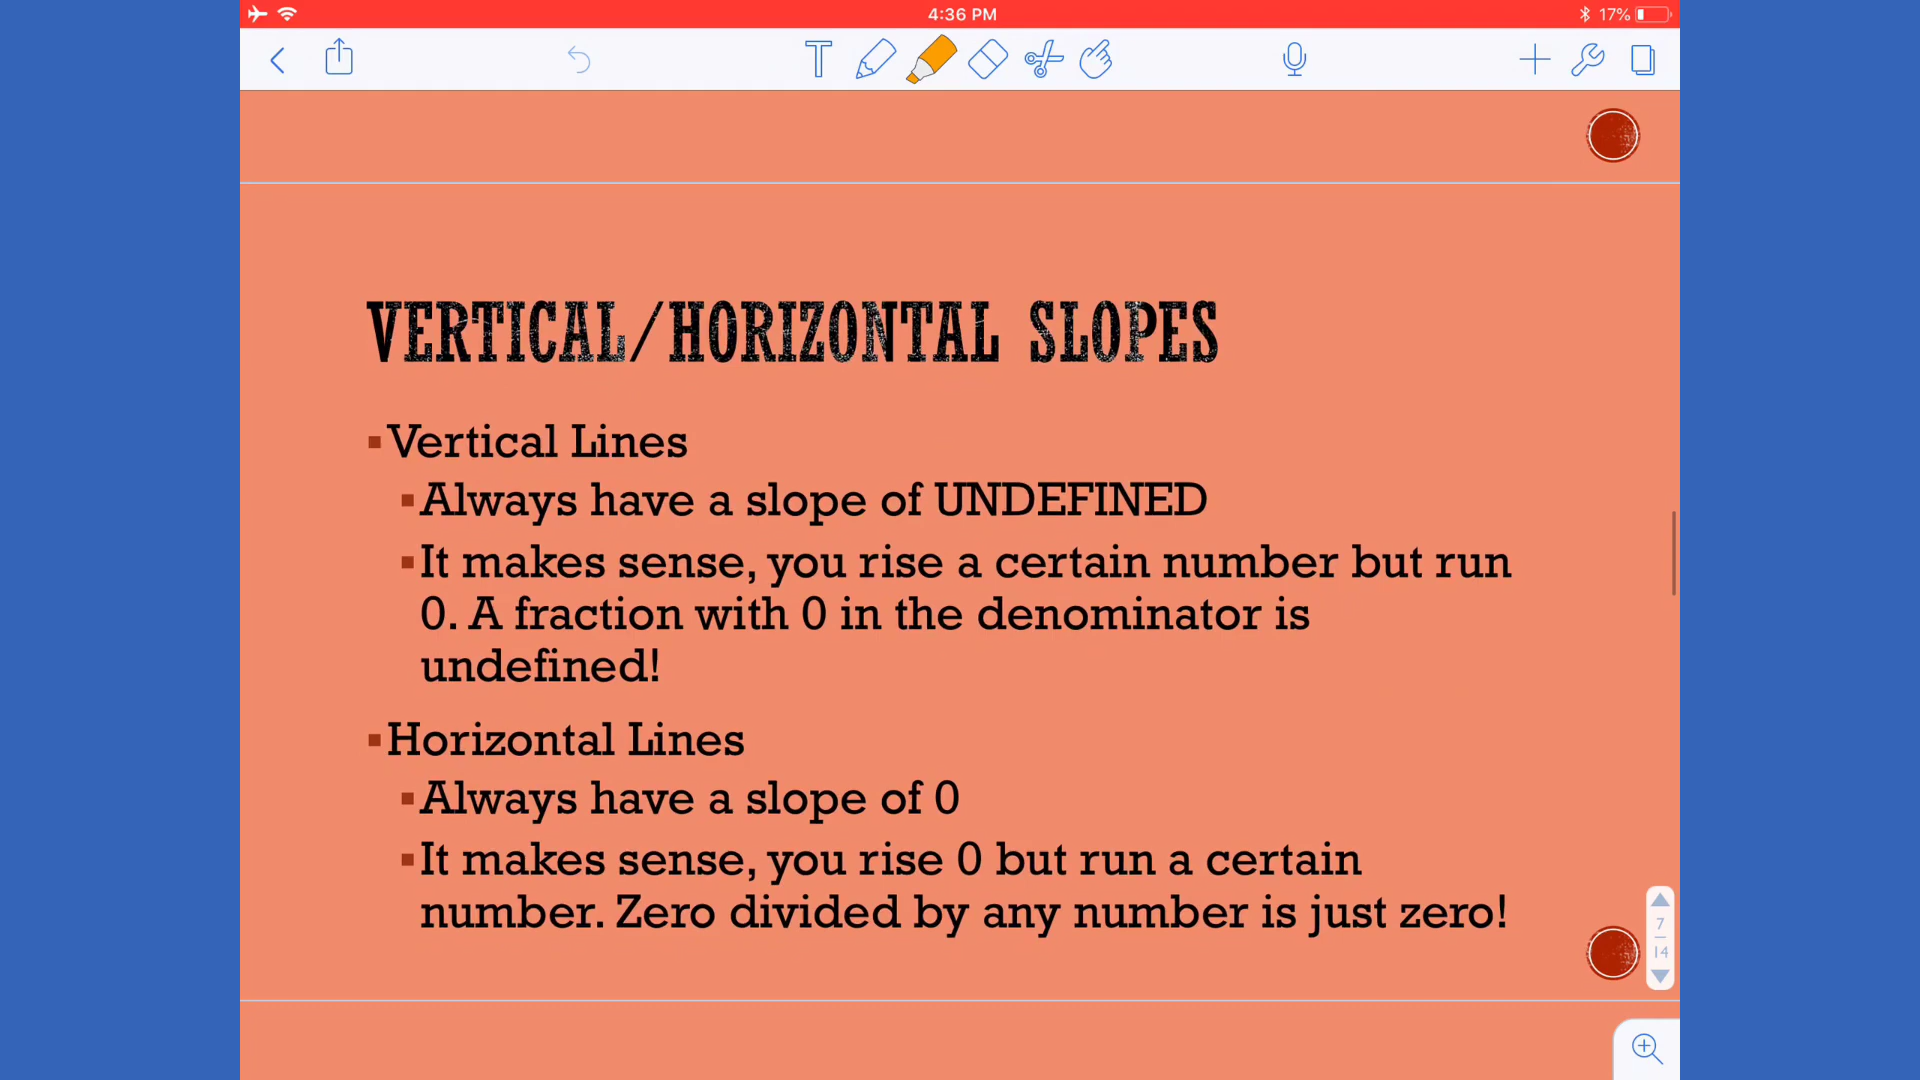 4:36 PM
17%
T
VERTICAL/HORIZONTAL SLOPES
Vertical Lines
Always have a slope of UNDEFINED
It makes sense, you rise a certain number but run
0. A fraction with 0 in the denominator is
undefined!
Horizontal Lines
Always have a slope of 0
It makes sense, you rise 0 but run a certain
number. Zero divided by any number is just zero!
7
14